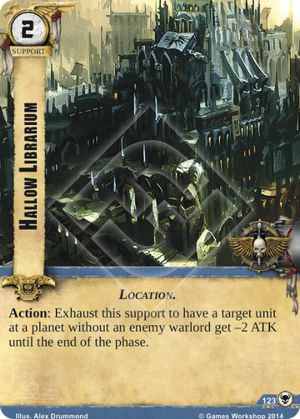 2
SUPPORT
HALLOW LIBRARIUM
LOCATION.
Action: Exhaust this support to have a target unit
at a planet without an enemy warlord get –2 ATK
until the end of the phase.
123
Illus. Alex Drummond
© Games Workshop 2014